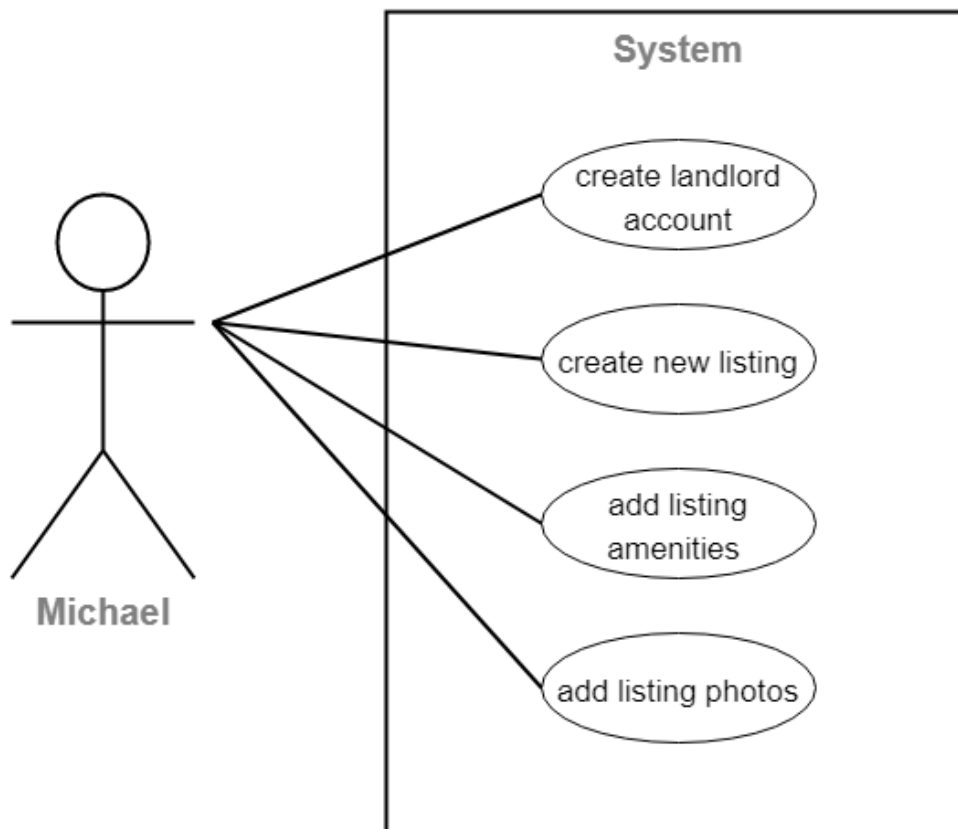 System
create landlord
account
create new listing
add listing
amenities
Michael
add listing photos